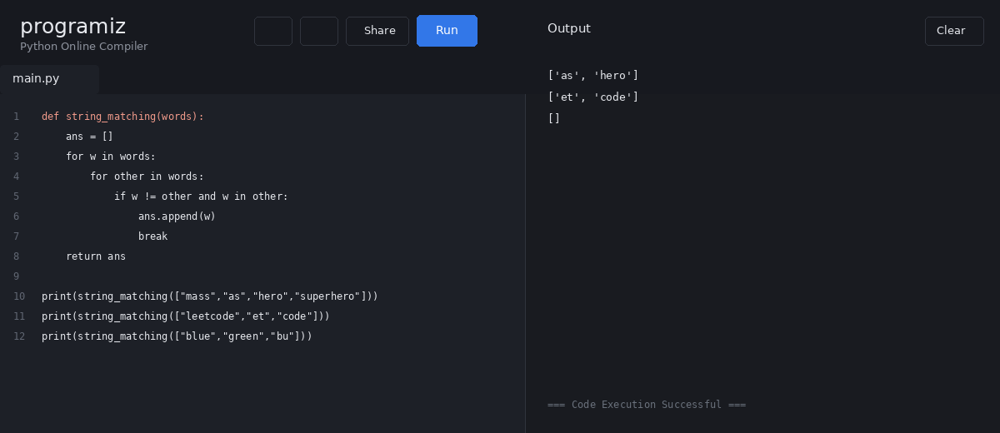 programiz
Python Online Compiler
Share
Run
main.py
1 def string_matching(words):
2     ans = []
3     for w in words:
4         for other in words:
5             if w != other and w in other:
6                 ans.append(w)
7                 break
8     return ans
9
10 print(string_matching(["mass","as","hero","superhero"]))
11 print(string_matching(["leetcode","et","code"]))
12 print(string_matching(["blue","green","bu"]))
Output
Clear
['as', 'hero']
['et', 'code']
[]
=== Code Execution Successful ===